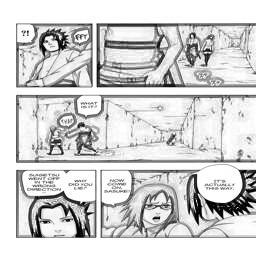 FFT
?!
WHAT
IS IT?
IT'S
ACTUALLY
THIS WAY.
NOW
COME
ON,
SASUKE!
WHY
DID YOU
LIE?
SUIGETSU
WENT OFF
IN THE
WRONG
DIRECTION